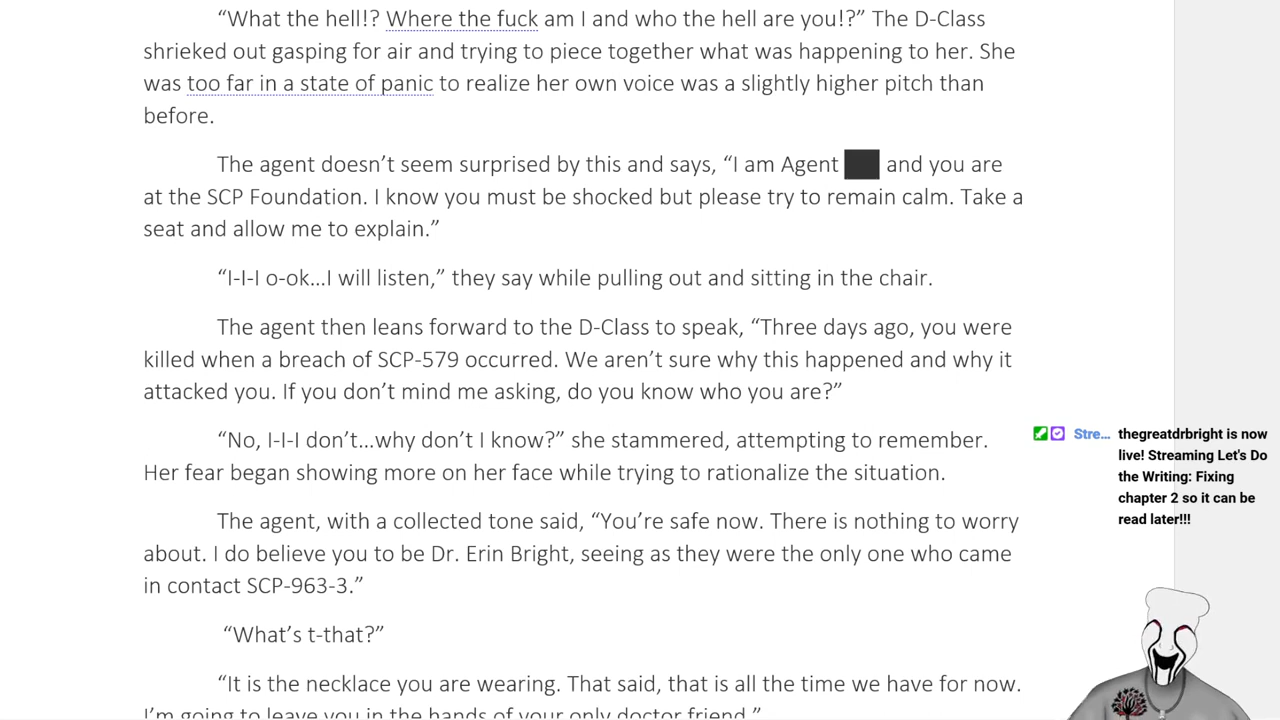 “What the hell!? Where the fuck am I and who the hell are you!?” The D-Class
shrieked out gasping for air and trying to piece together what was happening to her. She
was too far in a state of panic to realize her own voice was a slightly higher pitch than
before.
The agent doesn’t seem surprised by this and says, “I am Agent and you are
at the SCP Foundation. I know you must be shocked but please try to remain calm. Take a
seat and allow me to explain.”
“I-I-I o-ok…I will listen,” they say while pulling out and sitting in the chair.
The agent then leans forward to the D-Class to speak, “Three days ago, you were
killed when a breach of SCP-579 occurred. We aren’t sure why this happened and why it
attacked you. If you don’t mind me asking, do you know who you are?”
“No, I-I-I don’t…why don’t I know?” she stammered, attempting to remember.
Her fear began showing more on her face while trying to rationalize the situation.
The agent, with a collected tone said, “You’re safe now. There is nothing to worry
about. I do believe you to be Dr. Erin Bright, seeing as they were the only one who came
in contact SCP-963-3.”
“What’s t-that?”
“It is the necklace you are wearing. That said, that is all the time we have for now.
I’m going to leave you in the hands of your only doctor friend.”
Stre... thegreatdrbright is now
live! Streaming Let's Do
the Writing: Fixing
chapter 2 so it can be
read later!!!